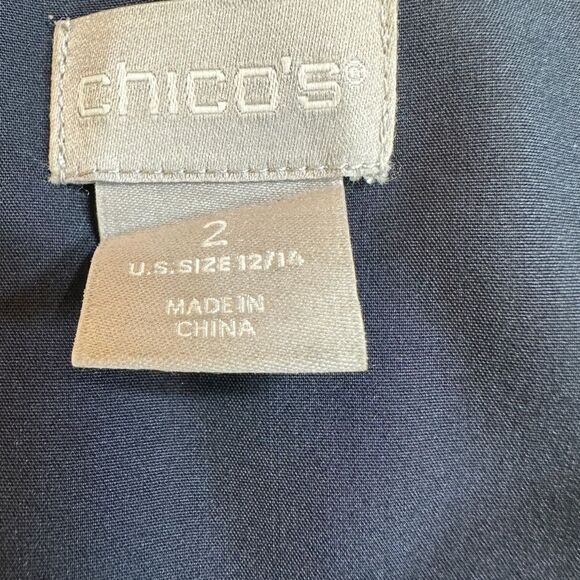 chico's®
2
U.S. SIZE 12/14
MADE IN
CHINA